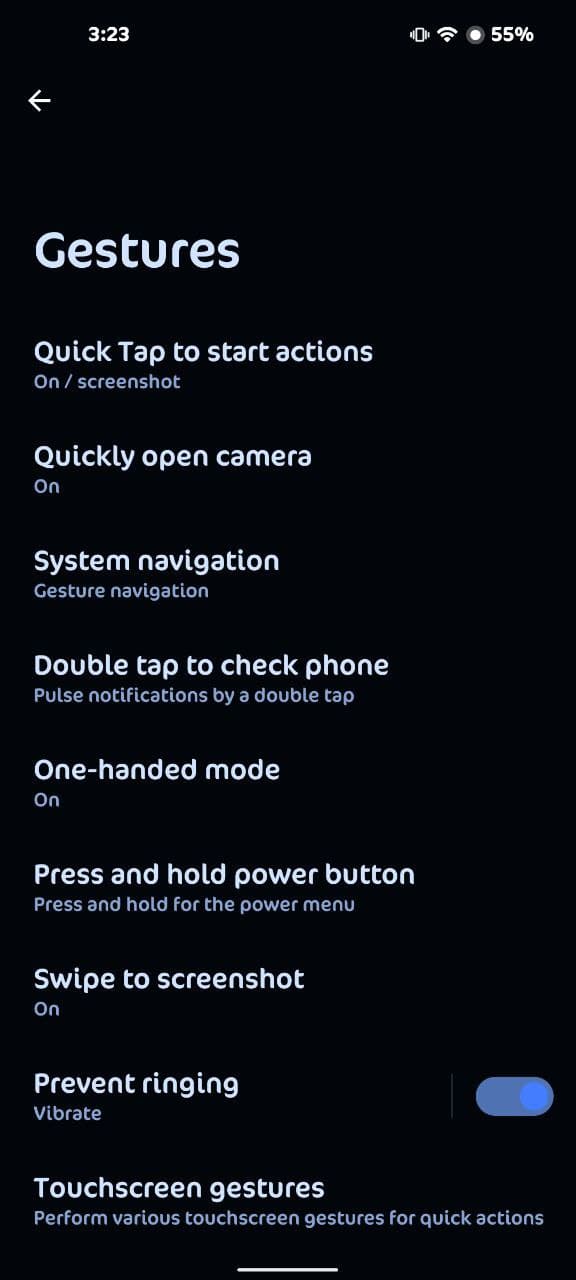 3:23
55%
Gestures
Quick Tap to start actions
On / screenshot
Quickly open camera
On
System navigation
Gesture navigation
Double tap to check phone
Pulse notifications by a double tap
One-handed mode
On
Press and hold power button
Press and hold for the power menu
Swipe to screenshot
On
Prevent ringing
Vibrate
Touchscreen gestures
Perform various touchscreen gestures for quick actions